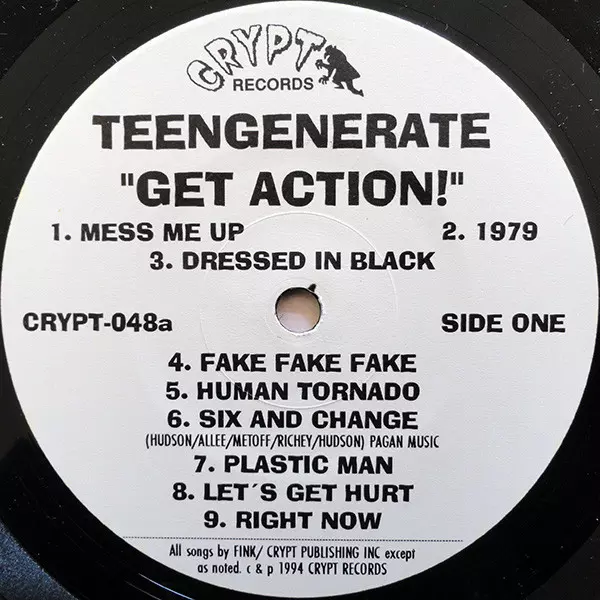 CRYPT
RECORDS
TEENGENERATE
"GET ACTION!"
1. MESS ME UP 2. 1979
3. DRESSED IN BLACK
CRYPT-048a SIDE ONE
4. FAKE FAKE FAKE
5. HUMAN TORNADO
6. SIX AND CHANGE
(HUDSON/ALLEE/METOFF/RICHEY/HUDSON) PAGAN MUSIC
7. PLASTIC MAN
8. LET´S GET HURT
9. RIGHT NOW
All songs by FINK/ CRYPT PUBLISHING INC except
as noted. c & p 1994 CRYPT RECORDS